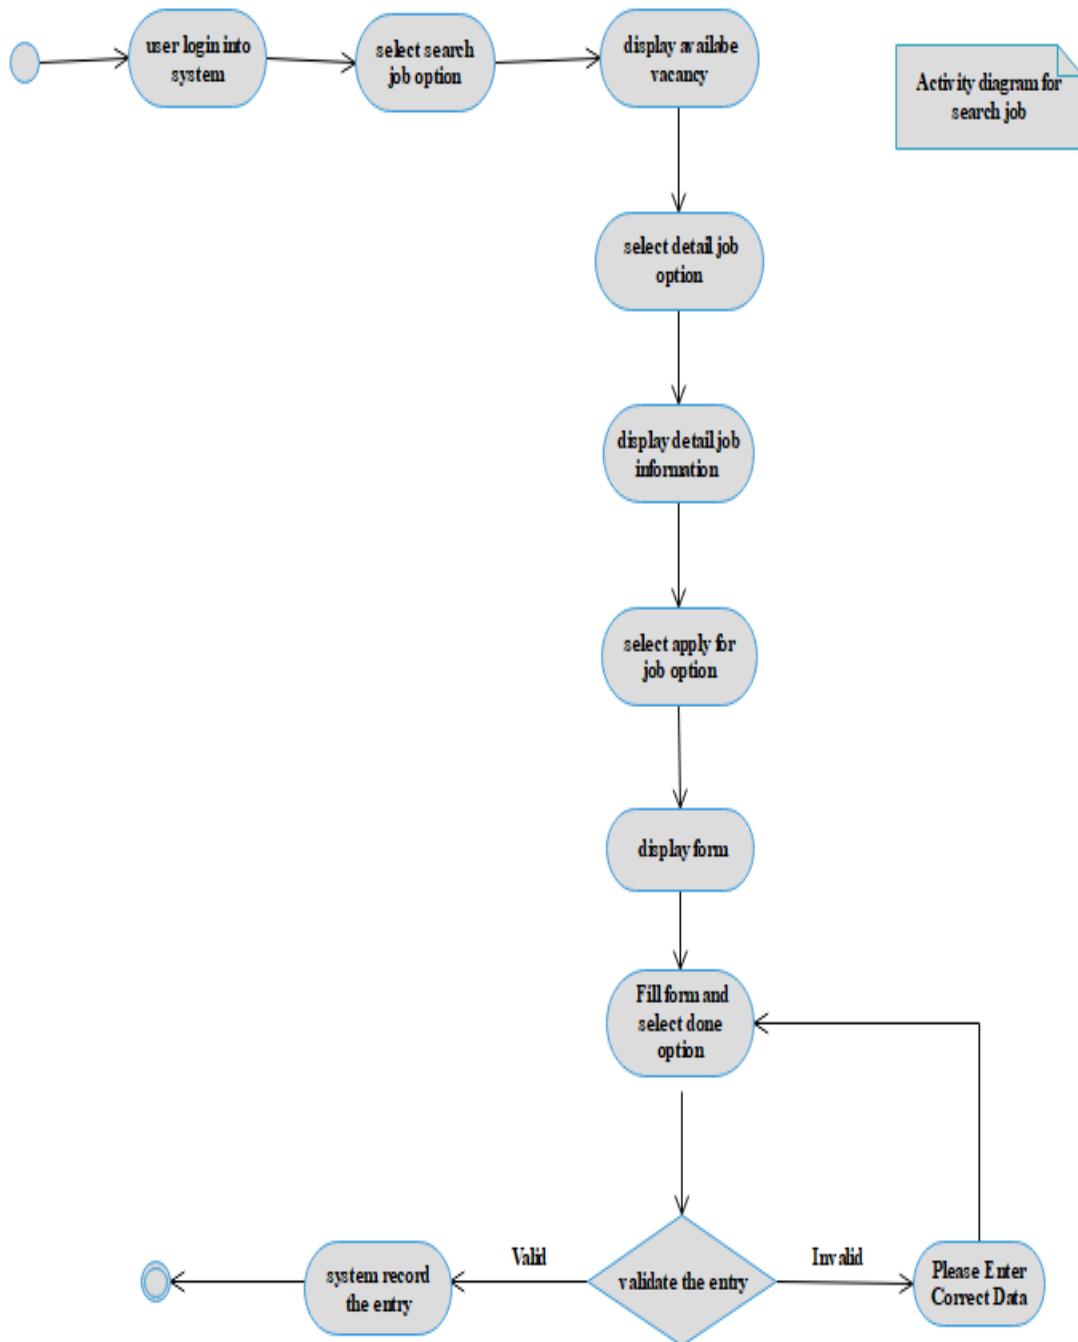 user login into
system
select search
job option
display availabe
vacancy
Activity diagram for
search job
select detail job
option
display detail job
information
select apply for
job option
display form
Fill form and
select done
option
validate the entry
Valid
Invalid
system record
the entry
Please Enter
Correct Data